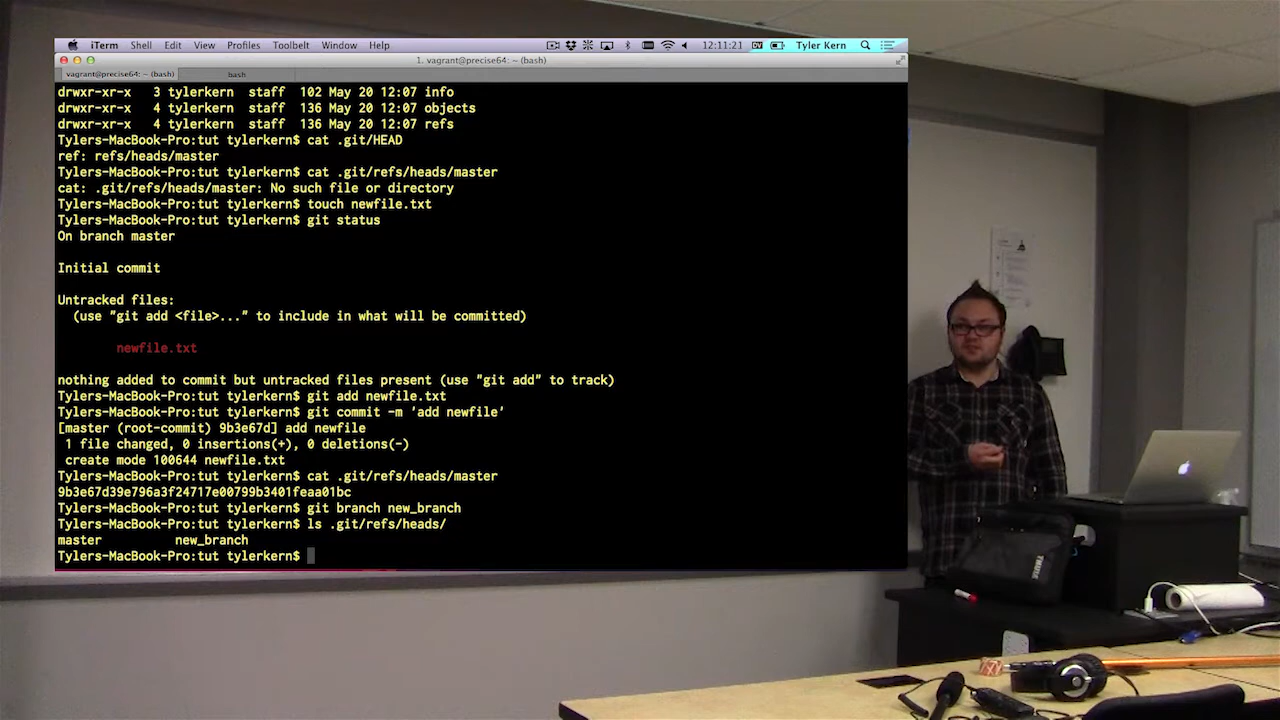 iTerm Shell Edit View Profiles Toolbelt Window Help 12:11:21 Tyler Kern
1. vagrant@precise64: ~ (bash)
vagrant@precise64: ~ (bash) bash
drwxr-xr-x 3 tylerkern staff 102 May 20 12:07 info
drwxr-xr-x 4 tylerkern staff 136 May 20 12:07 objects
drwxr-xr-x 4 tylerkern staff 136 May 20 12:07 refs
Tylers-MacBook-Pro:tut tylerkern$ cat .git/HEAD
ref: refs/heads/master
Tylers-MacBook-Pro:tut tylerkern$ cat .git/refs/heads/master
cat: .git/refs/heads/master: No such file or directory
Tylers-MacBook-Pro:tut tylerkern$ touch newfile.txt
Tylers-MacBook-Pro:tut tylerkern$ git status
On branch master
Initial commit
Untracked files:
(use "git add <file>..." to include in what will be committed)
newfile.txt
nothing added to commit but untracked files present (use "git add" to track)
Tylers-MacBook-Pro:tut tylerkern$ git add newfile.txt
Tylers-MacBook-Pro:tut tylerkern$ git commit -m 'add newfile'
[master (root-commit) 9b3e67d] add newfile
1 file changed, 0 insertions(+), 0 deletions(-)
create mode 100644 newfile.txt
Tylers-MacBook-Pro:tut tylerkern$ cat .git/refs/heads/master
9b3e67d39e796a3f24717e00799b3401feaa01bc
Tylers-MacBook-Pro:tut tylerkern$ git branch new_branch
Tylers-MacBook-Pro:tut tylerkern$ ls .git/refs/heads/
master new_branch
Tylers-MacBook-Pro:tut tylerkern$
THULE